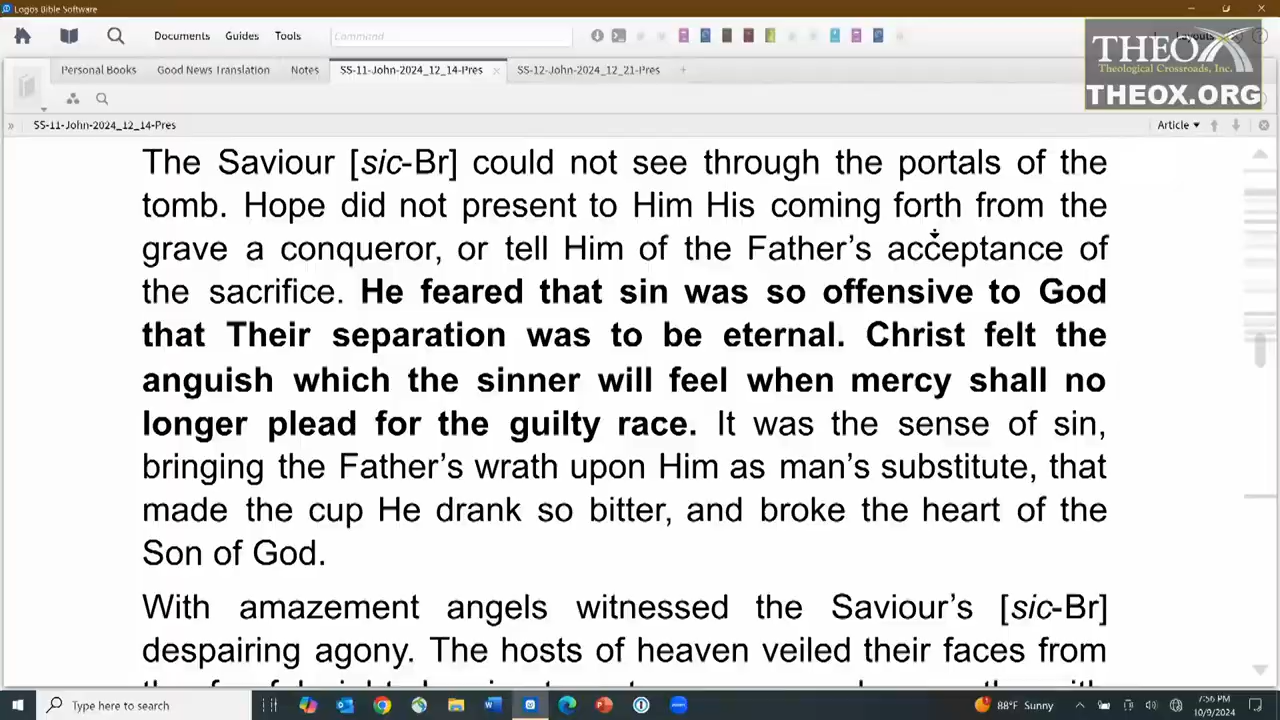 Logos Bible Software
Documents Guides Tools Command Layouts
THEOX
Theological Crossroads, Inc.
THEOX.ORG
Personal Books Good News Translation Notes SS-11-John-2024_12_14-Pres SS-12-John-2024_12_21-Pres
SS-11-John-2024_12_14-Pres Article
The Saviour [sic-Br] could not see through the portals of the
tomb. Hope did not present to Him His coming forth from the
grave a conqueror, or tell Him of the Father’s acceptance of
the sacrifice. He feared that sin was so offensive to God
that Their separation was to be eternal. Christ felt the
anguish which the sinner will feel when mercy shall no
longer plead for the guilty race. It was the sense of sin,
bringing the Father’s wrath upon Him as man’s substitute, that
made the cup He drank so bitter, and broke the heart of the
Son of God.
With amazement angels witnessed the Saviour’s [sic-Br]
despairing agony. The hosts of heaven veiled their faces from
Type here to search
88°F Sunny
7:56 PM
10/9/2024